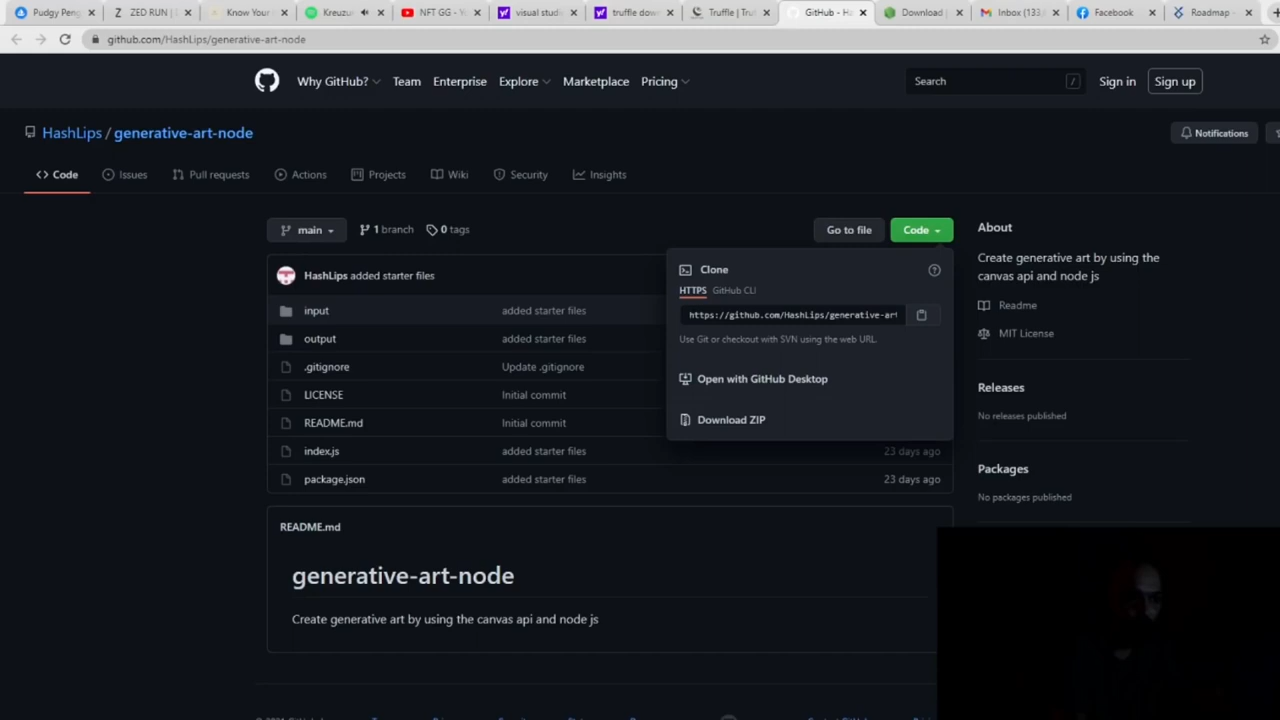 Pudgy Peng
ZED RUN |
Know Your
Kreuzu
NFT GG - Y
visual studi
truffle dow
Truffle | Tru
GitHub - Ha
Download |
Inbox (133,
Facebook
Roadmap -
github.com/HashLips/generative-art-node
Why GitHub?
Team
Enterprise
Explore
Marketplace
Pricing
Search
/
Sign in
Sign up
HashLips / generative-art-node
Notifications
<> Code
Issues
Pull requests
Actions
Projects
Wiki
Security
Insights
main
1 branch
0 tags
Go to file
Code
HashLips added starter files
input added starter files
output added starter files
.gitignore Update .gitignore
LICENSE Initial commit
README.md Initial commit
index.js added starter files 23 days ago
package.json added starter files 23 days ago
Clone
HTTPS GitHub CLI
https://github.com/HashLips/generative-art
Use Git or checkout with SVN using the web URL.
Open with GitHub Desktop
Download ZIP
About
Create generative art by using the
canvas api and node js
Readme
MIT License
Releases
No releases published
Packages
No packages published
README.md
generative-art-node
Create generative art by using the canvas api and node js